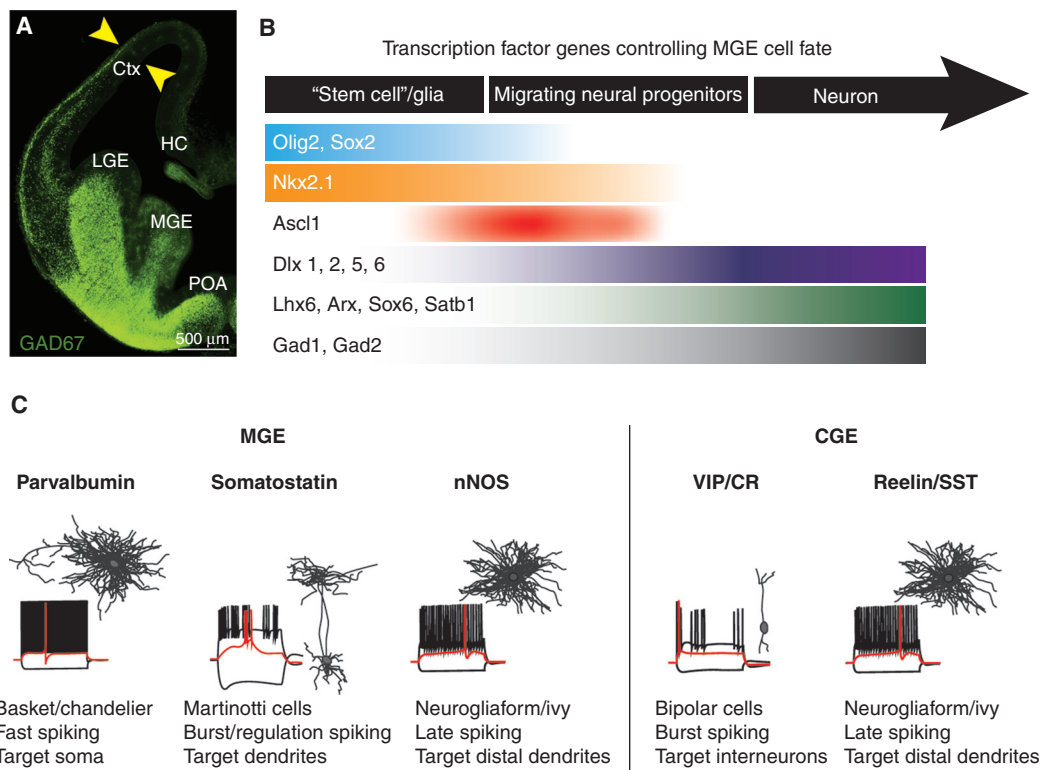 A
Ctx
HC
LGE
MGE
POA
GAD67
500 μm
B
Transcription factor genes controlling MGE cell fate
"Stem cell"/glia
Migrating neural progenitors
Neuron
Olig2, Sox2
Nkx2.1
Ascl1
Dlx 1, 2, 5, 6
Lhx6, Arx, Sox6, Satb1
Gad1, Gad2
C
MGE
CGE
Parvalbumin
Somatostatin
nNOS
VIP/CR
Reelin/SST
Basket/chandelier
Fast spiking
Target soma
Martinotti cells
Burst/regulation spiking
Target dendrites
Neurogliaform/ivy
Late spiking
Target distal dendrites
Bipolar cells
Burst spiking
Target interneurons
Neurogliaform/ivy
Late spiking
Target distal dendrites